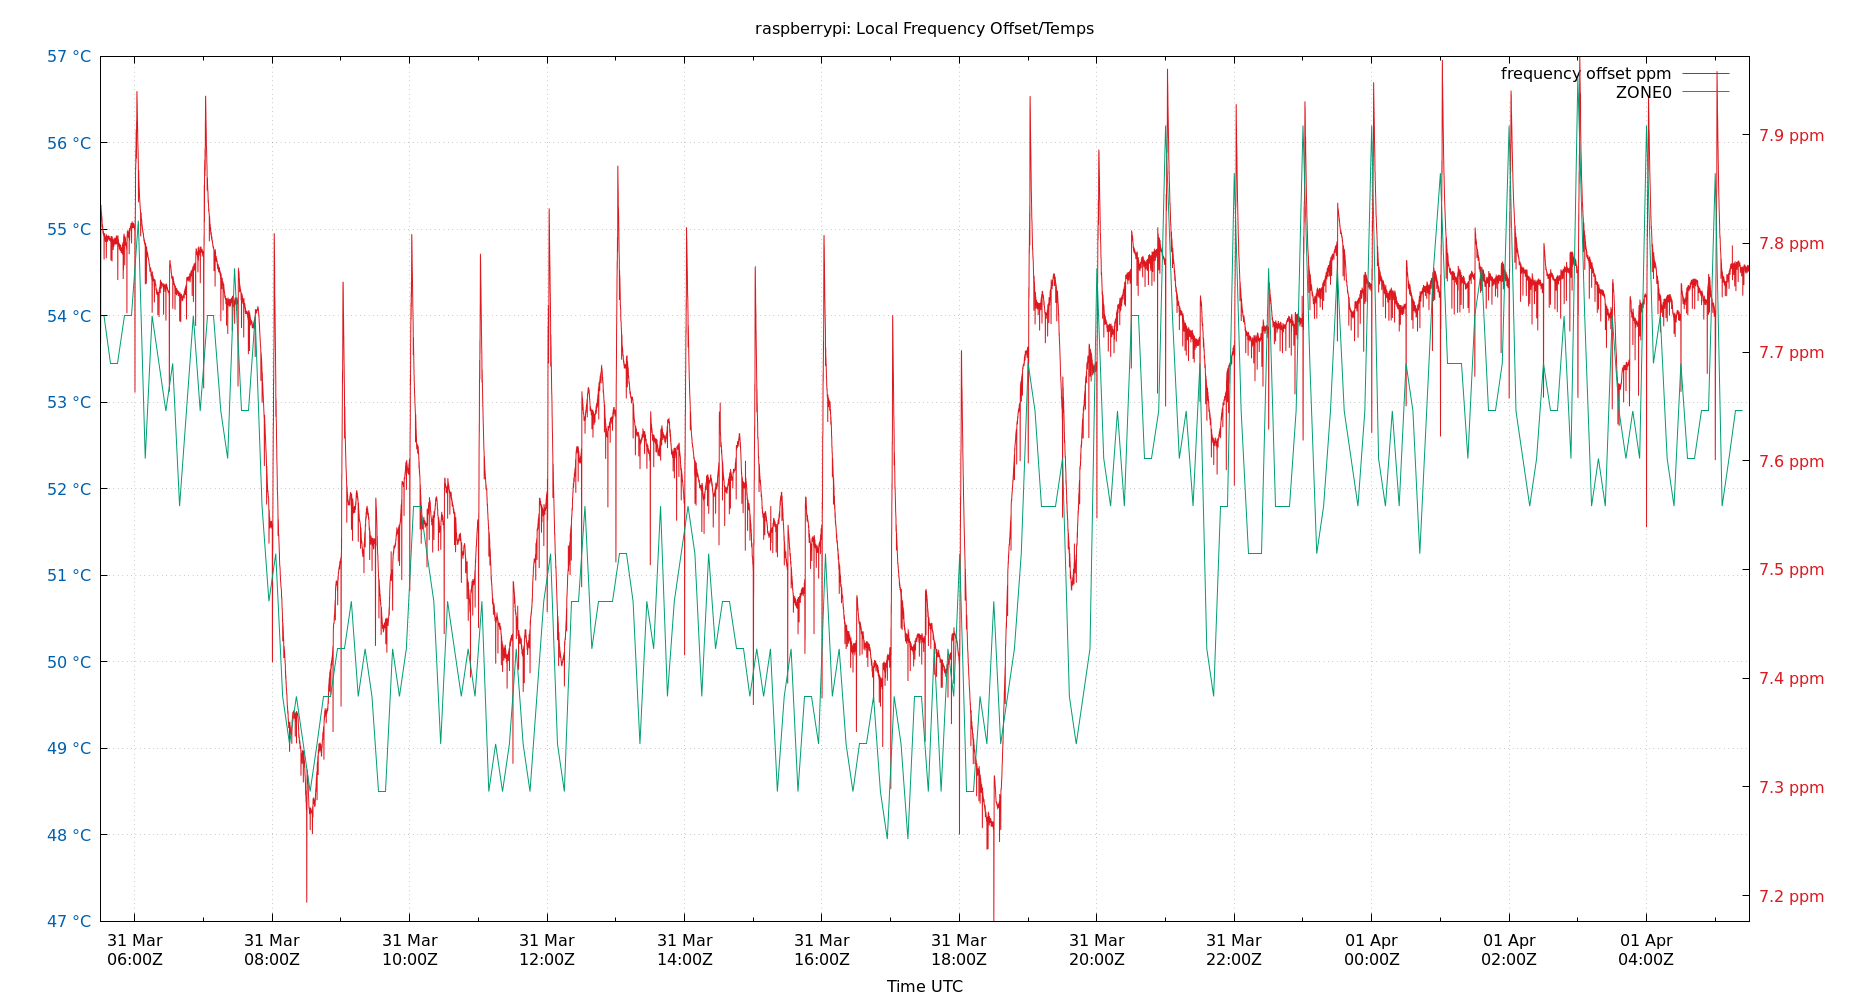 raspberrypi: Local Frequency Offset/Temps
frequency offset ppm
ZONE0
57 °C
56 °C
55 °C
54 °C
53 °C
52 °C
51 °C
50 °C
49 °C
48 °C
47 °C
7.9 ppm
7.8 ppm
7.7 ppm
7.6 ppm
7.5 ppm
7.4 ppm
7.3 ppm
7.2 ppm
31 Mar
06:00Z
31 Mar
08:00Z
31 Mar
10:00Z
31 Mar
12:00Z
31 Mar
14:00Z
31 Mar
16:00Z
31 Mar
18:00Z
31 Mar
20:00Z
31 Mar
22:00Z
01 Apr
00:00Z
01 Apr
02:00Z
01 Apr
04:00Z
Time UTC